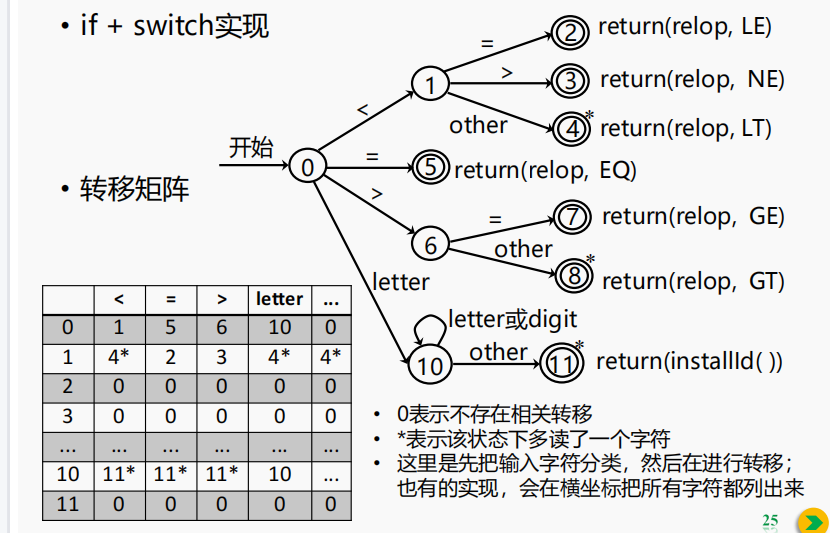 • if + switch实现
= 2 return(relop, LE)
1 > 3 return(relop, NE)
< other 4* return(relop, LT)
开始 0 = 5 return(relop, EQ)
• 转移矩阵
> = 7 return(relop, GE)
6 other 8* return(relop, GT)
letter
letter或digit
10 other 11* return(installId( ))
< = > letter ...
0 1 5 6 10 0
1 4* 2 3 4* 4*
2 0 0 0 0 0
3 0 0 0 0 0
... ... ... ... ... ...
10 11* 11* 11* 10 ...
11 0 0 0 0 0
• 0表示不存在相关转移
• *表示该状态下多读了一个字符
• 这里是先把输入字符分类，然后在进行转移；
也有的实现，会在横坐标把所有字符都列出来
25